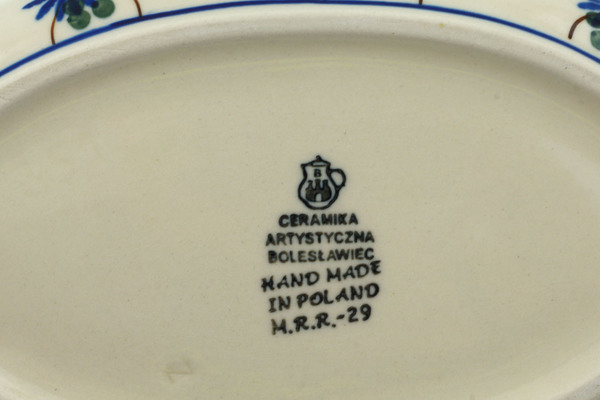 B
CERAMIKA
ARTYSTYCZNA
BOLESŁAWIEC
HAND MADE
IN POLAND
M.R.R.-29